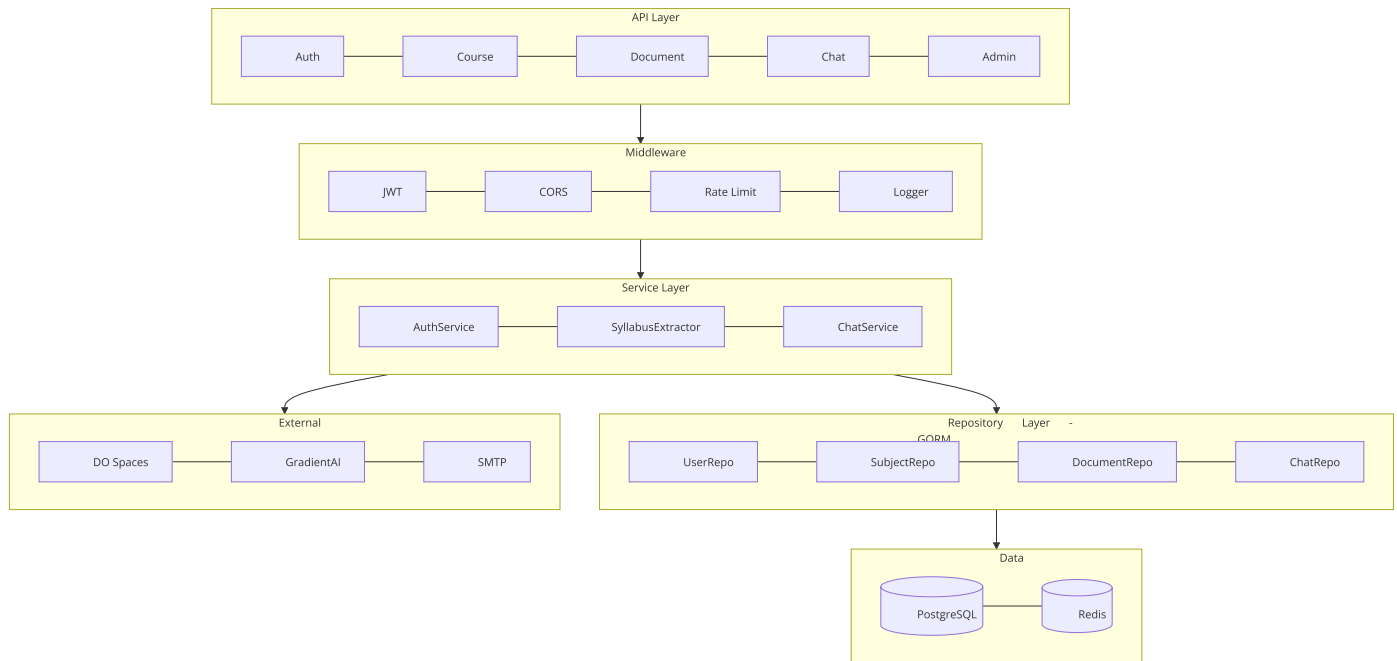 API Layer
Auth
Course
Document
Chat
Admin
Middleware
JWT
CORS
Rate Limit
Logger
Service Layer
AuthService
SyllabusExtractor
ChatService
External
DO Spaces
GradientAI
SMTP
Repository Layer -
GORM
UserRepo
SubjectRepo
DocumentRepo
ChatRepo
Data
PostgreSQL
Redis